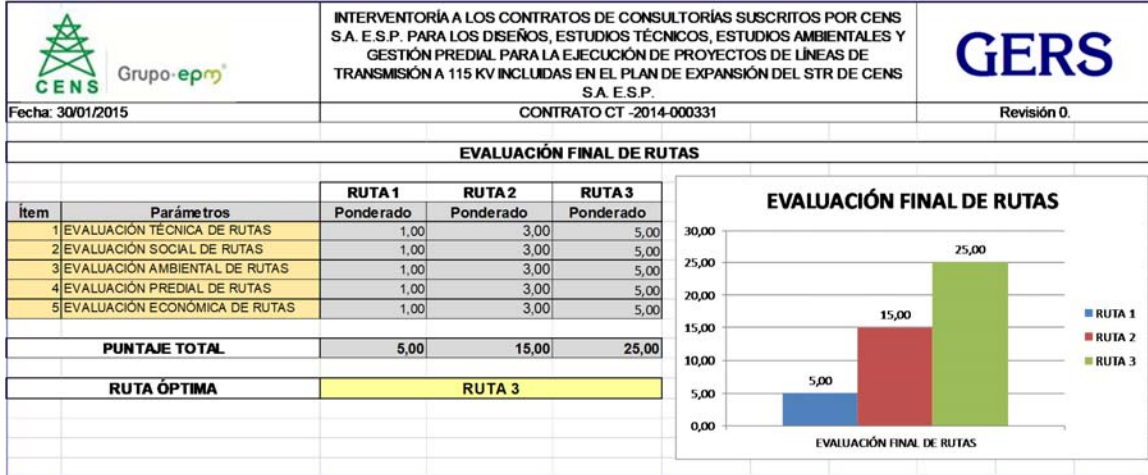 CENS
Grupo·epm
INTERVENTORÍA A LOS CONTRATOS DE CONSULTORÍAS SUSCRITOS POR CENS
S.A. E.S.P. PARA LOS DISEÑOS, ESTUDIOS TÉCNICOS, ESTUDIOS AMBIENTALES Y
GESTIÓN PREDIAL PARA LA EJECUCIÓN DE PROYECTOS DE LÍNEAS DE
TRANSMISIÓN A 115 KV INCLUIDAS EN EL PLAN DE EXPANSIÓN DEL STR DE CENS
S.A. E.S.P.
GERS
Fecha: 30/01/2015 CONTRATO CT -2014-000331 Revisión 0.
EVALUACIÓN FINAL DE RUTAS
RUTA 1 RUTA 2 RUTA 3
Ítem Parámetros Ponderado Ponderado Ponderado
1 EVALUACIÓN TÉCNICA DE RUTAS 1,00 3,00 5,00
2 EVALUACIÓN SOCIAL DE RUTAS 1,00 3,00 5,00
3 EVALUACIÓN AMBIENTAL DE RUTAS 1,00 3,00 5,00
4 EVALUACIÓN PREDIAL DE RUTAS 1,00 3,00 5,00
5 EVALUACIÓN ECONÓMICA DE RUTAS 1,00 3,00 5,00
PUNTAJE TOTAL 5,00 15,00 25,00
RUTA ÓPTIMA RUTA 3
EVALUACIÓN FINAL DE RUTAS
30,00
25,00
20,00
15,00
10,00
5,00
0,00
5,00
15,00
25,00
EVALUACIÓN FINAL DE RUTAS
RUTA 1
RUTA 2
RUTA 3